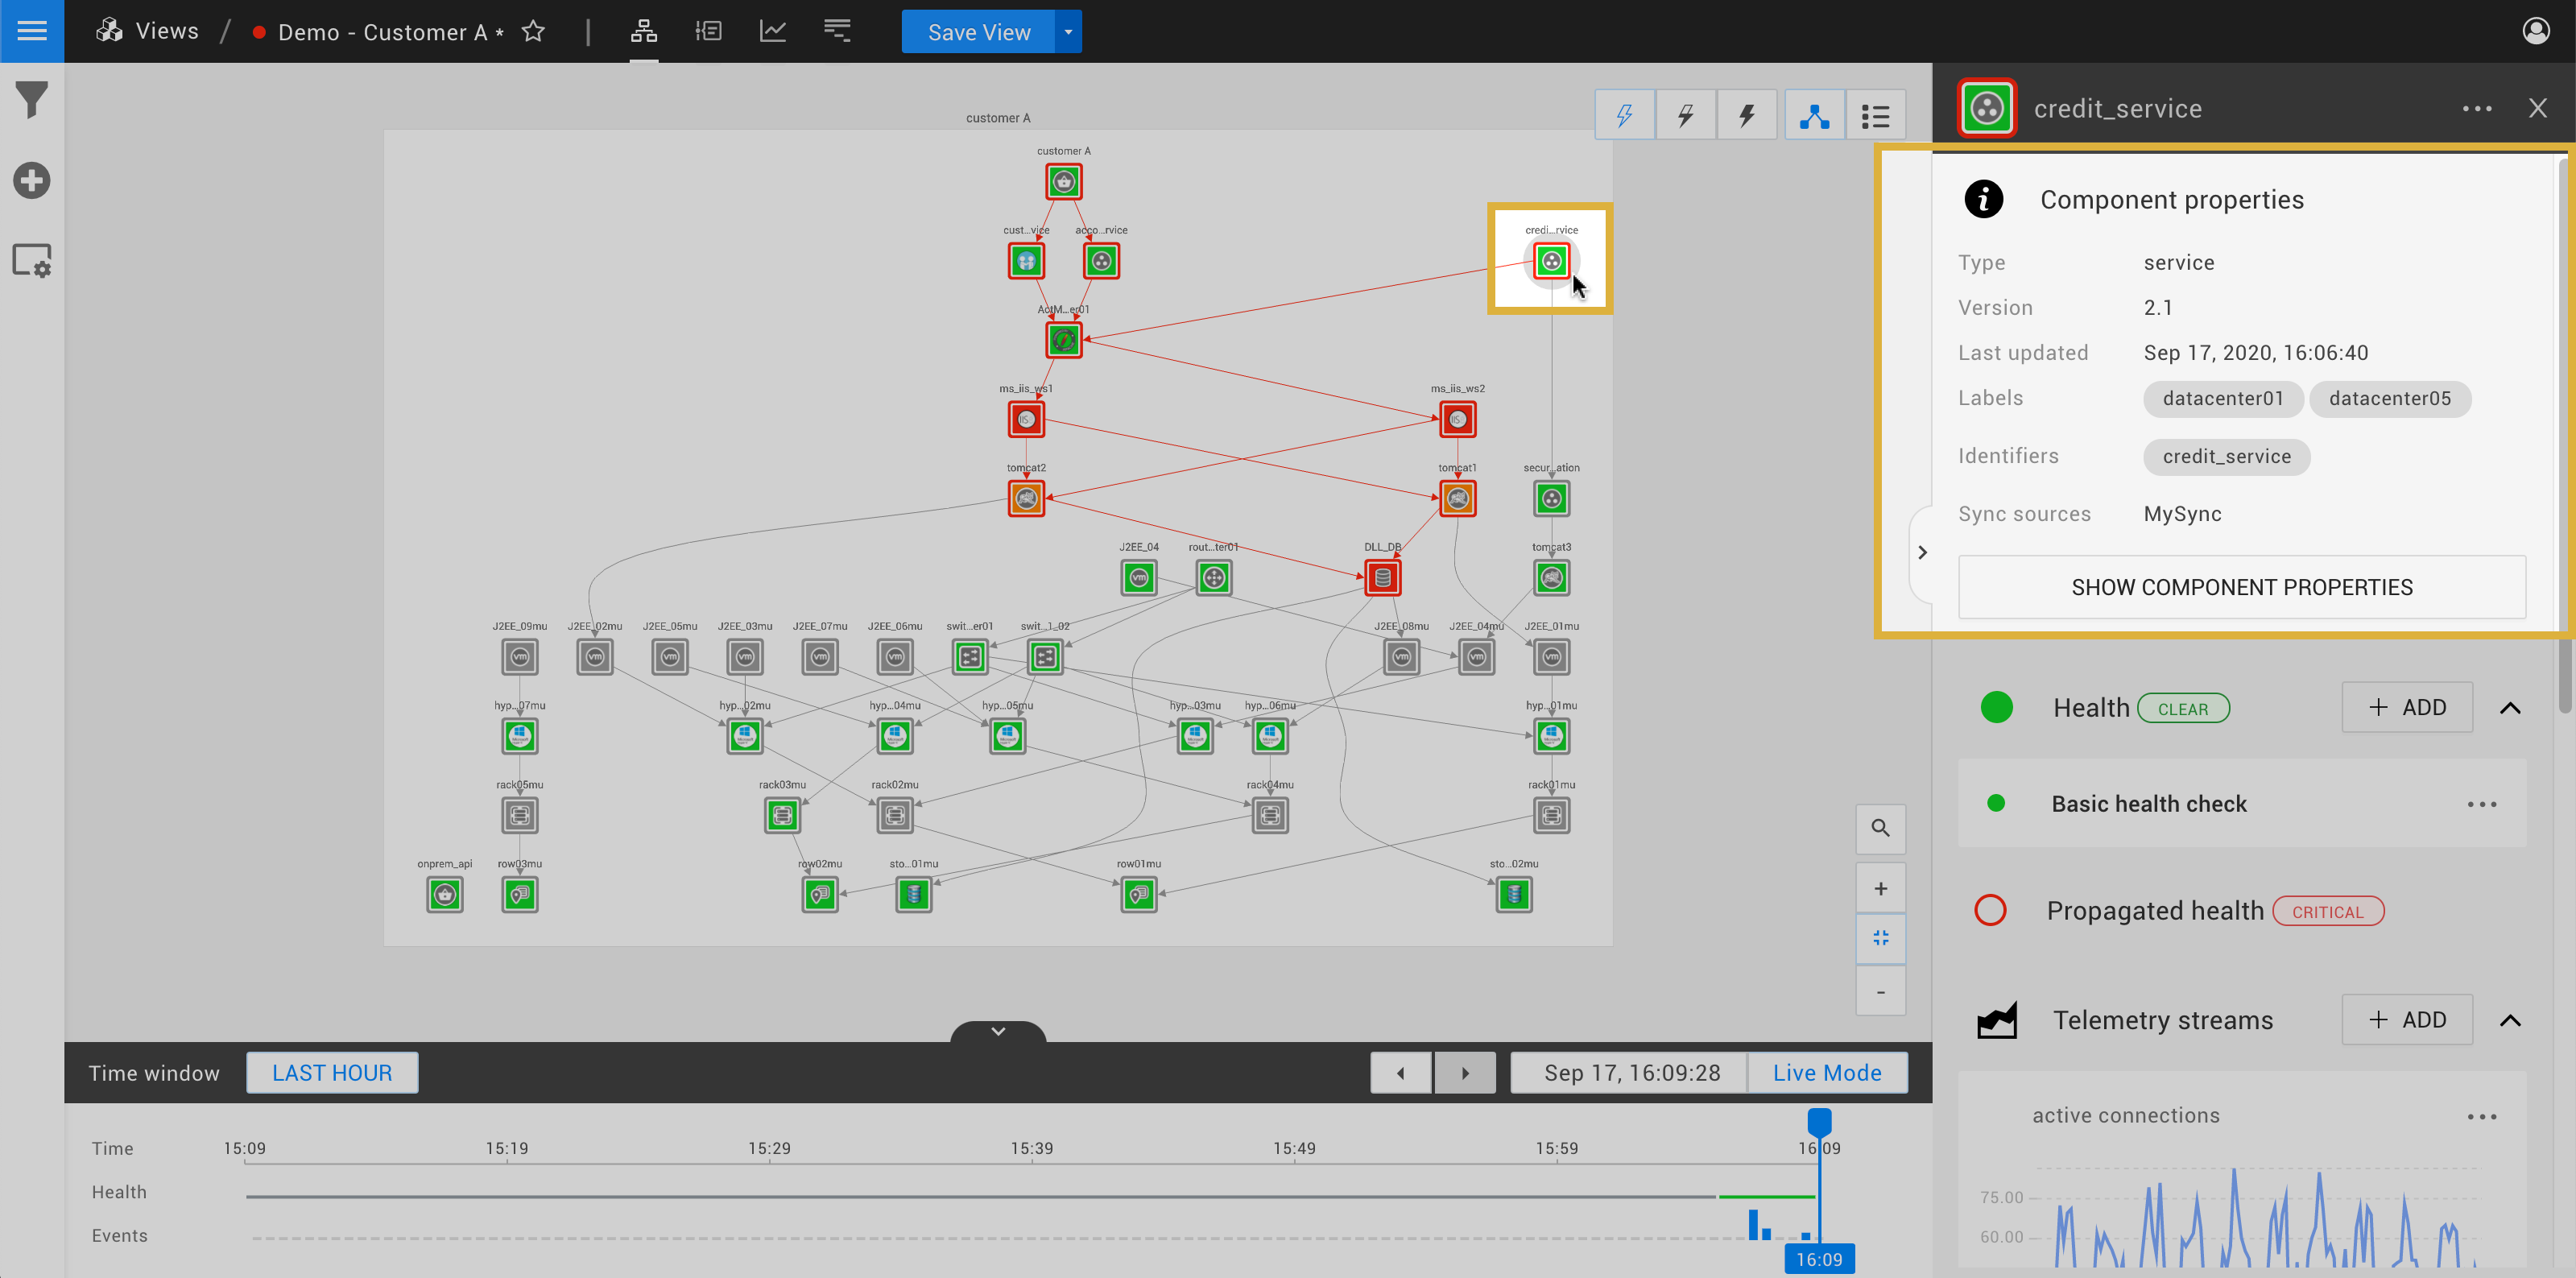 Views / Demo - Customer A * Save View
customer A
customer A
cust...vice acco...rvice credi...rvice
ActM...er01
ms_iis_ws1 ms_iis_ws2
tomcat2 tomcat1 secur...ation
J2EE_04 rout...ter01 DLL_DB tomcat3
J2EE_09mu J2EE_02mu J2EE_05mu J2EE_03mu J2EE_07mu J2EE_06mu swit...er01 swit...1_02 J2EE_08mu J2EE_04mu J2EE_01mu
hyp...07mu hyp...02mu hyp...04mu hyp...05mu hyp...03mu hyp...06mu hyp...01mu
rack05mu rack03mu rack02mu rack04mu rack01mu
onprem_api row03mu row02mu sto...01mu row01mu sto...02mu
+
-
credit_service
Component properties
Type service
Version 2.1
Last updated Sep 17, 2020, 16:06:40
Labels datacenter01 datacenter05
Identifiers credit_service
Sync sources MySync
SHOW COMPONENT PROPERTIES
Health CLEAR + ADD
Basic health check
Propagated health CRITICAL
Telemetry streams + ADD
active connections
75.00
60.00
Time window LAST HOUR Sep 17, 16:09:28 Live Mode
Time 15:09 15:19 15:29 15:39 15:49 15:59 16:09
Health
Events
16:09